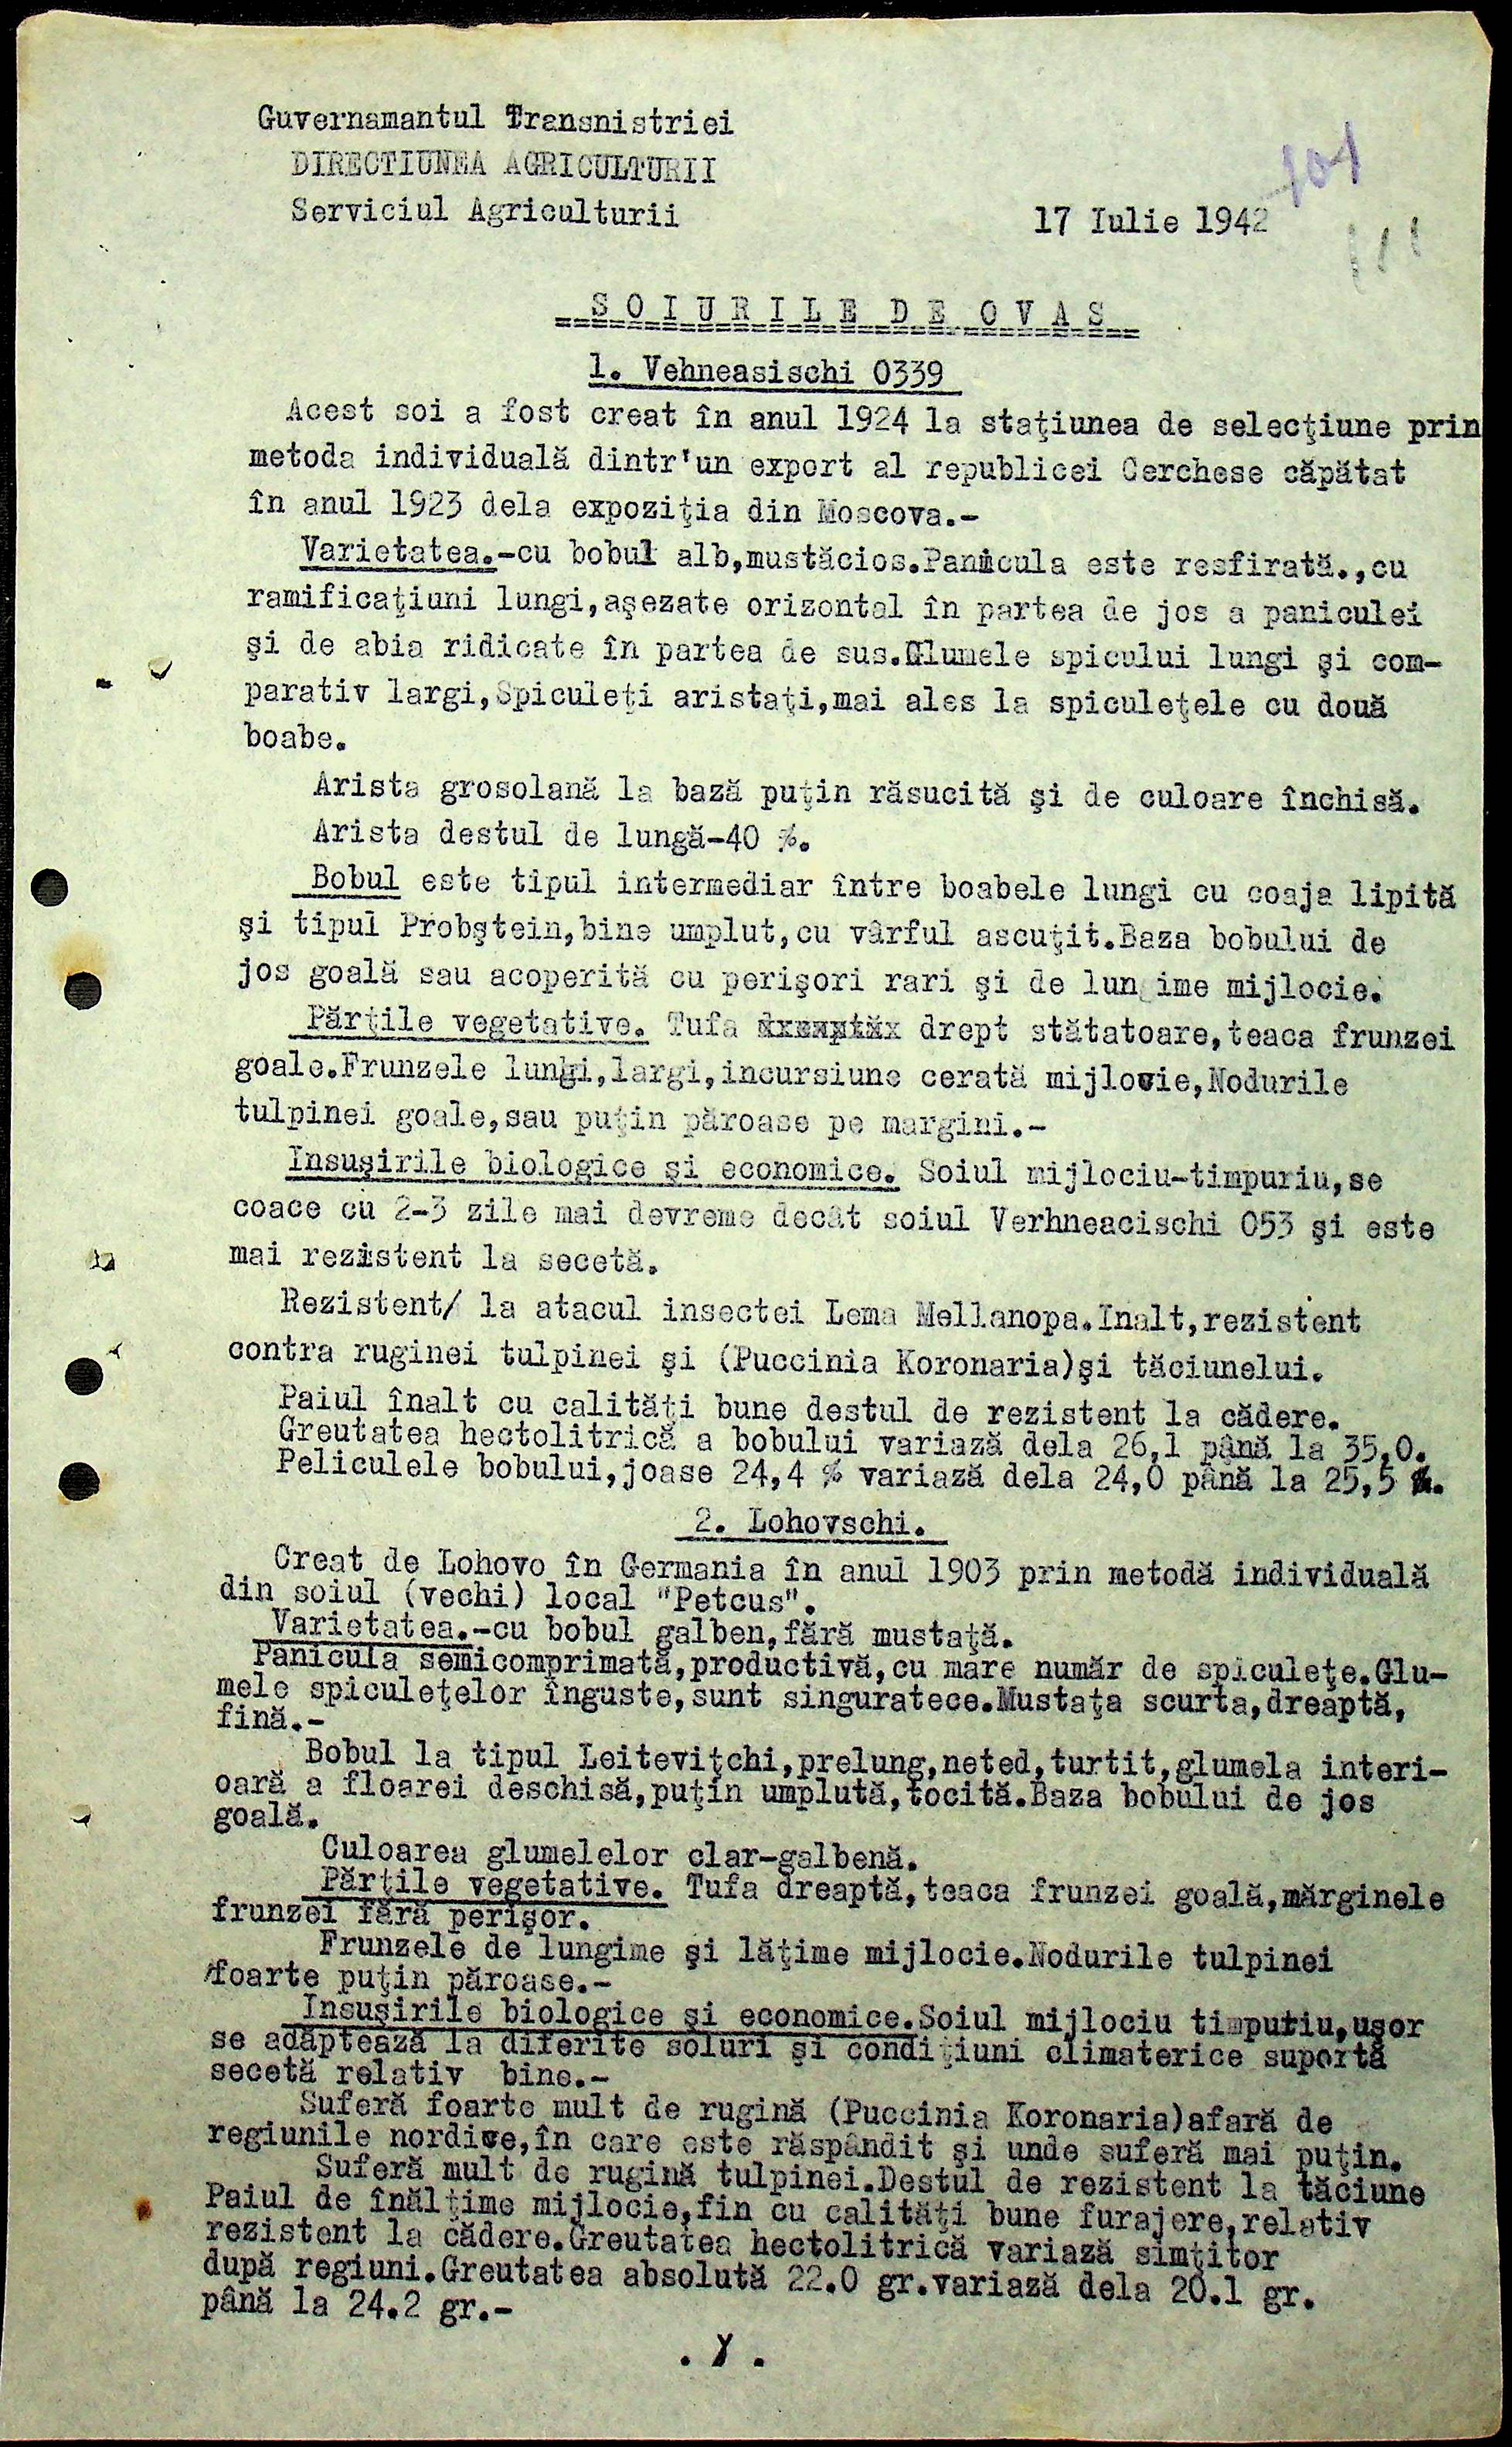 Guvernamantul Transnistriei
DIRECTIUNEA AGRICULTURII
Serviciul Agriculturii
101
17 Iulie 1942
SOIURILE DE OVAS
1. Vehneasischi 0339
Acest soi a fost creat în anul 1924 la staţiunea de selecţiune prin
metoda individuală dintr'un export al republicei Cerchese căpătat
în anul 1923 dela expoziţia din Moscova.-
Varietatea.-cu bobul alb,mustăcios.Panicula este resfirată.,cu
ramificaţiuni lungi,aşezate orizontal în partea de jos a paniculei
şi de abia ridicate în partea de sus.Glumele spicului lungi şi com-
parativ largi,Spiculeţi aristaţi,mai ales la spiculeţele cu două
boabe.
Arista grosolană la bază puţin răsucită şi de culoare închisă.
Arista destul de lungă-40 %.
Bobul este tipul intermediar între boabele lungi cu coaja lipită
şi tipul Probştein,bine umplut,cu vârful ascuţit.Baza bobului de
jos goală sau acoperită cu perişori rari şi de lungime mijlocie.
Părţile vegetative. Tufa drept stătatoare,teaca frunzei
goale.Frunzele lungi,largi,incursiune cerată mijlocie,Nodurile
tulpinei goale,sau puţin păroase pe margini.-
Insuşirile biologice şi economice. Soiul mijlociu-timpuriu,se
coace cu 2-3 zile mai devreme decât soiul Verhneacischi 053 şi este
mai rezistent la secetă.
Rezistent/ la atacul insectei Lema Mellanopa.Inalt,rezistent
contra ruginei tulpinei şi (Puccinia Koronaria)şi tăciunelui.
Paiul înalt cu calităţi bune destul de rezistent la cădere.
Greutatea hectolitrică a bobului variază dela 26,1 până la 35,0.
Peliculele bobului,joase 24,4 % variază dela 24,0 până la 25,5 %.
2. Lohovschi.
Creat de Lohovo în Germania în anul 1903 prin metodă individuală
din soiul (vechi) local "Petcus".
Varietatea.-cu bobul galben,fără mustaţă.
Panicula semicomprimată,productivă,cu mare număr de spiculeţe.Glu-
mele spiculeţelor înguste,sunt singuratece.Mustaţa scurta,dreaptă,
fină.-
Bobul la tipul Leiteviţchi,prelung,neted,turtit,glumela interi-
oară a floarei deschisă,puţin umplută,tocită.Baza bobului de jos
goală.
Culoarea glumelelor clar-galbenă.
Părţile vegetative. Tufa dreaptă,teaca frunzei goală,mărginele
frunzei fără perişor.
Frunzele de lungime şi lăţime mijlocie.Nodurile tulpinei
foarte puţin păroase.-
Insuşirile biologice şi economice.Soiul mijlociu timputiu,uşor
se adaptează la diferite soluri şi condiţiuni climaterice suportă
secetă relativ bine.-
Suferă foarte mult de rugină (Puccinia Koronaria)afară de
regiunile nordice,în care este răspândit şi unde suferă mai puţin.
Suferă mult de rugină tulpinei.Destul de rezistent la tăciune
Paiul de înălţime mijlocie,fin cu calităţi bune furajere,relativ
rezistent la cădere.Greutatea hectolitrică variază simţitor
după regiuni.Greutatea absolută 22.0 gr.variază dela 20.1 gr.
până la 24.2 gr.-
./.